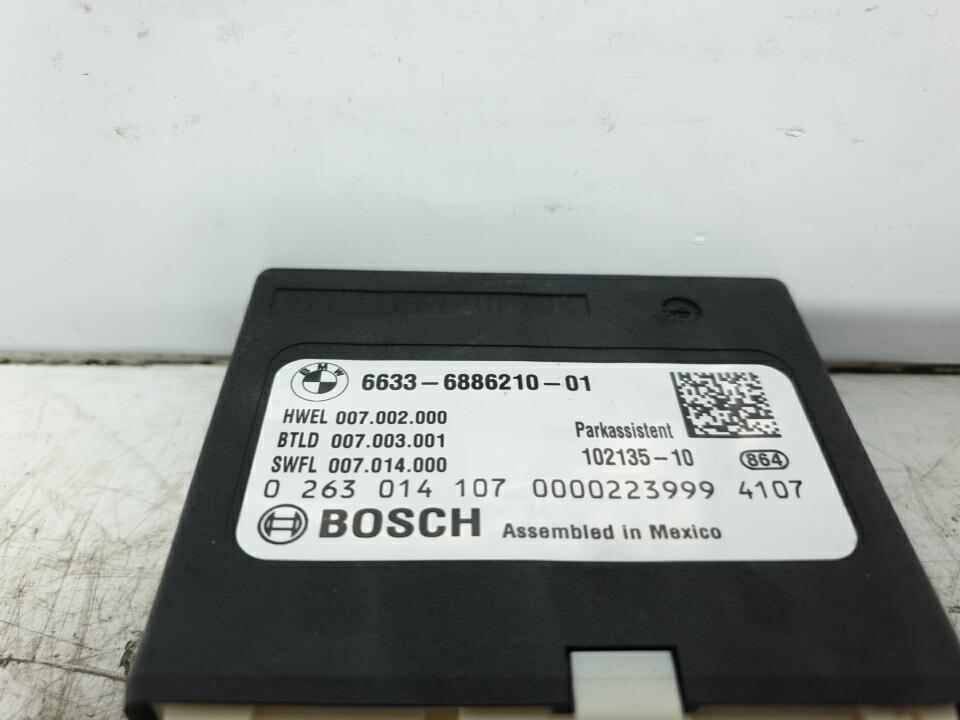 BMW 6633-6886210-01
HWEL 007.002.000
BTLD 007.003.001
SWFL 007.014.000
Parkassistent
102135-10 864
0 263 014 107 0000223999 4107
BOSCH Assembled in Mexico